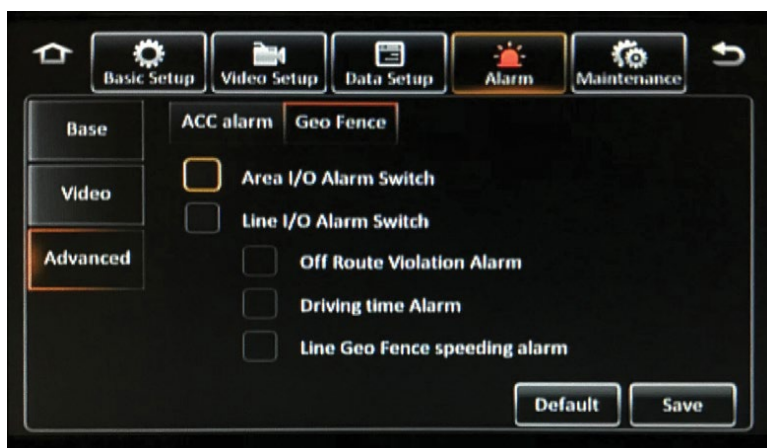 Basic Setup Video Setup Data Setup Alarm Maintenance
Base
ACC alarm Geo Fence
Area I/O Alarm Switch
Video
Line I/O Alarm Switch
Advanced
Off Route Violation Alarm
Driving time Alarm
Line Geo Fence speeding alarm
Default Save